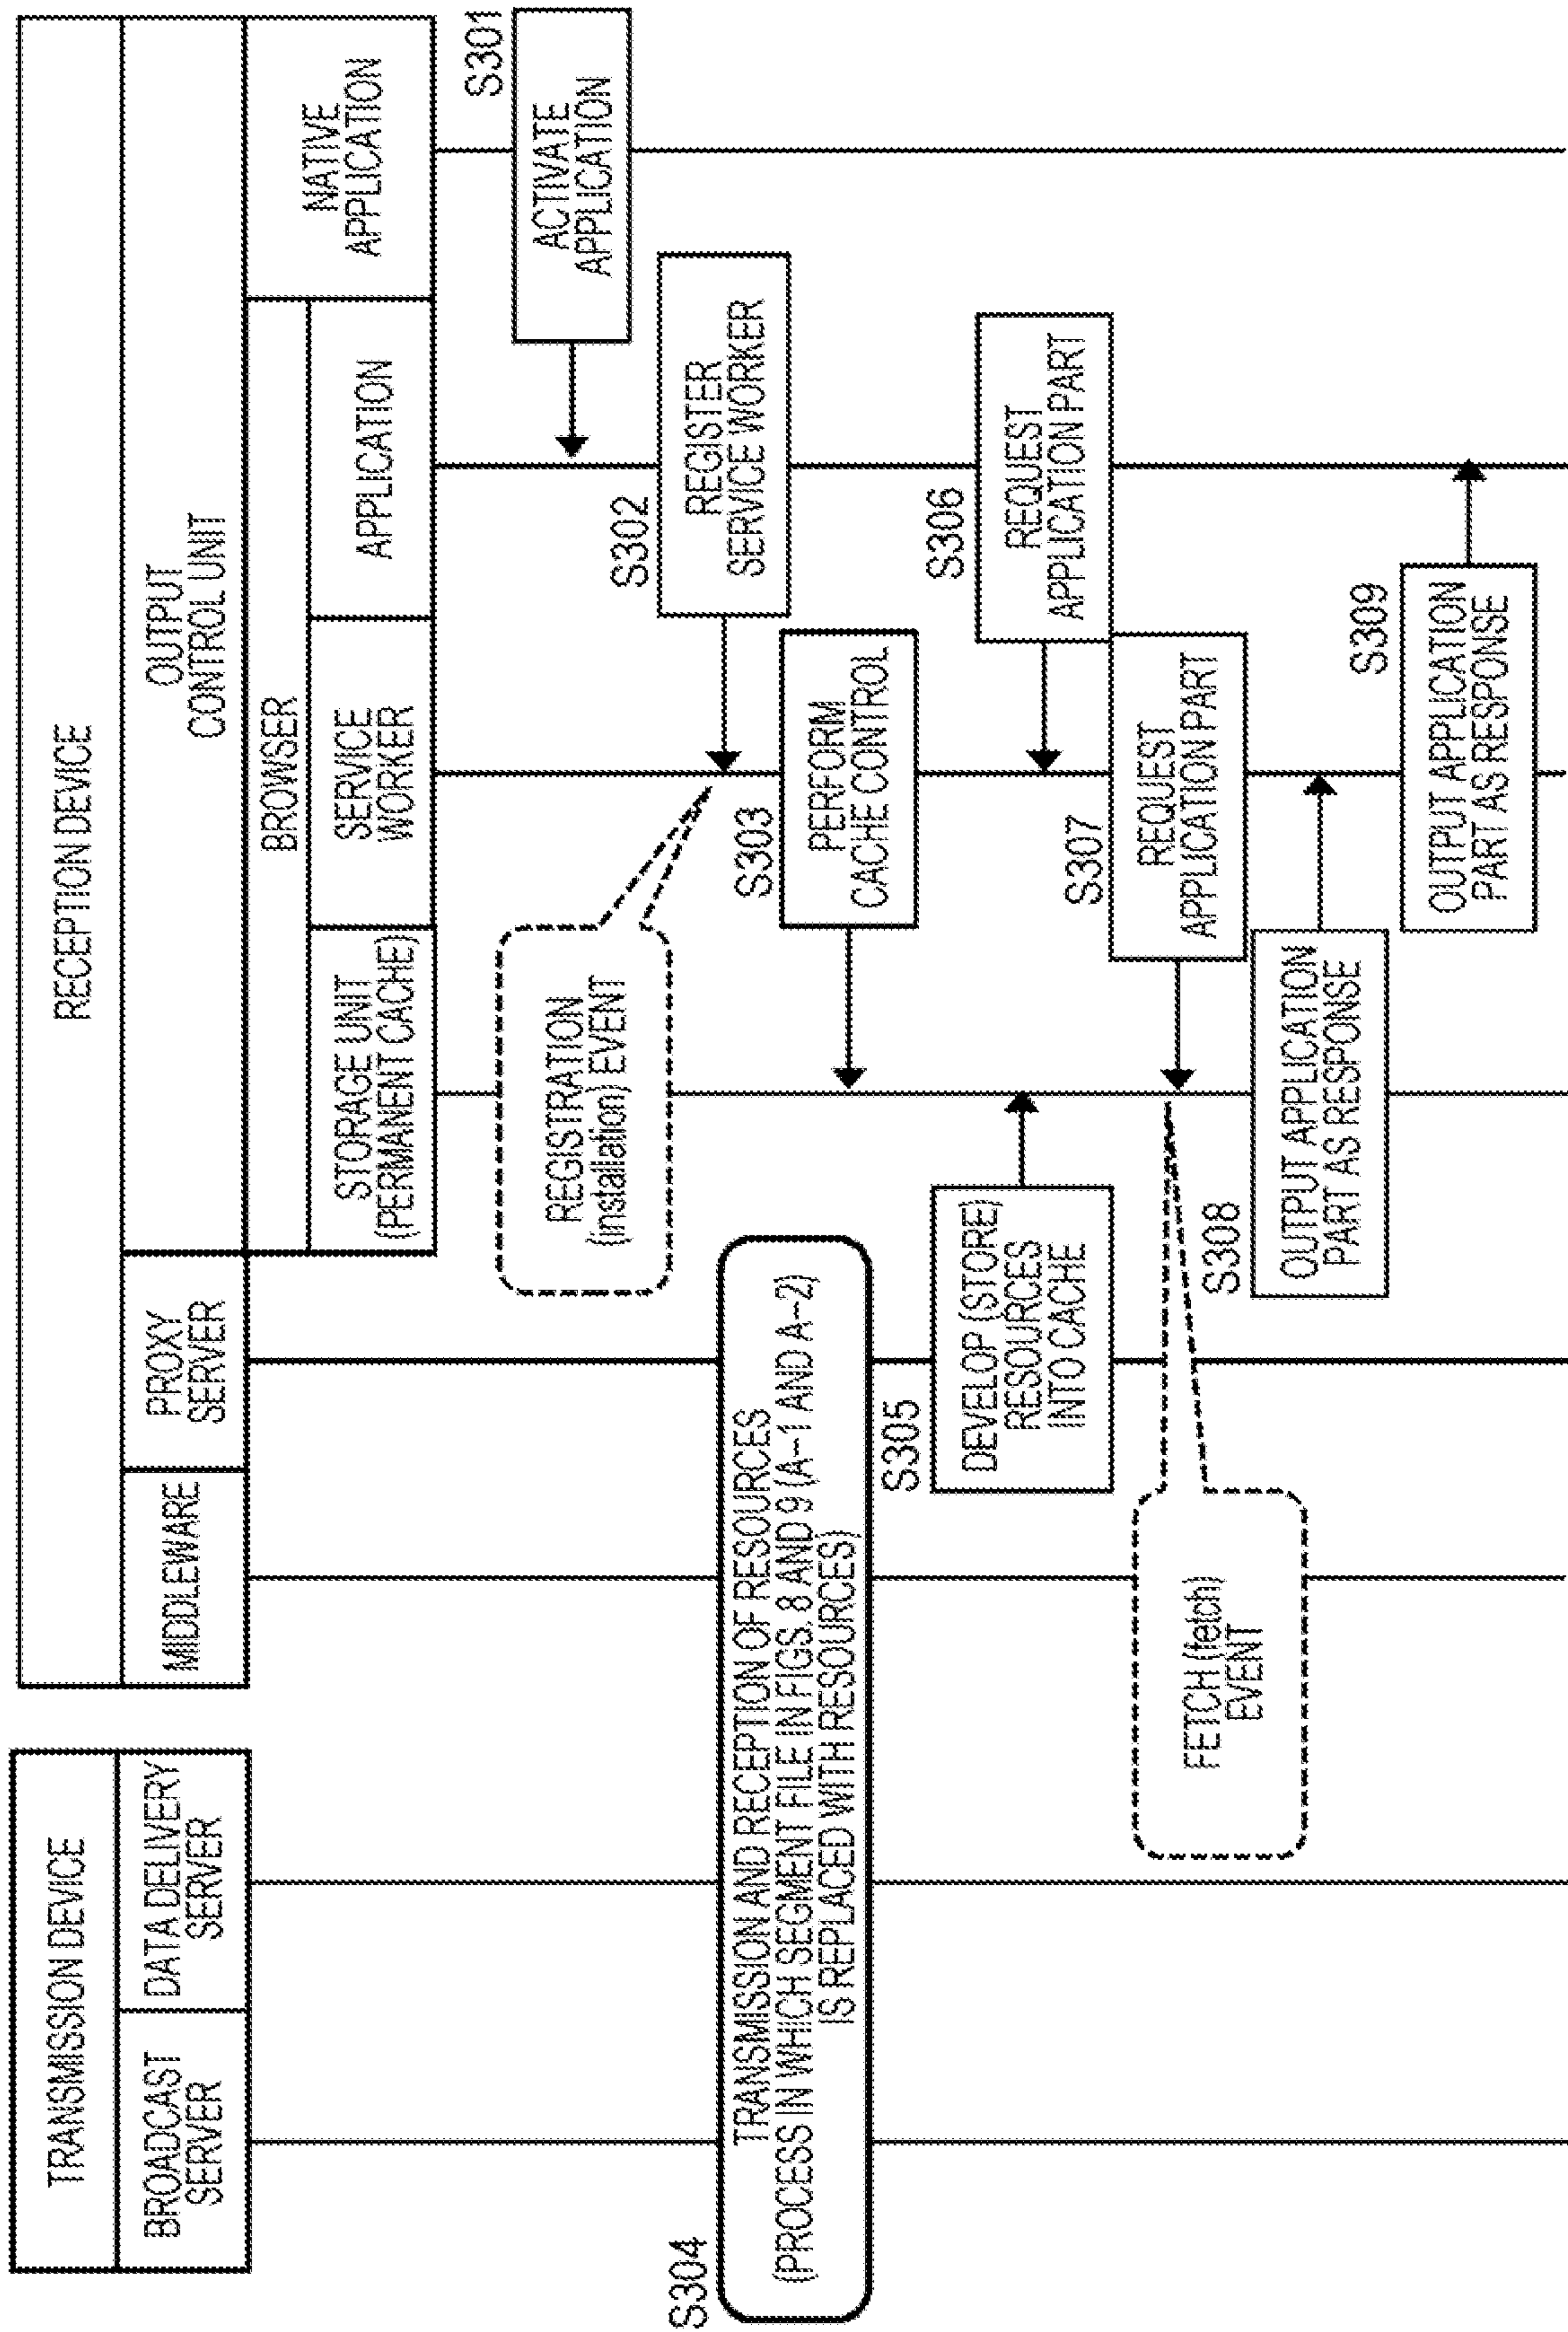 TRANSMISSION DEVICE
BROADCAST
SERVER
DATA DELIVERY
SERVER
RECEPTION DEVICE
MIDDLEWARE
PROXY
SERVER
OUTPUT
CONTROL UNIT
BROWSER
STORAGE UNIT
(PERMANENT CACHE)
SERVICE
WORKER
APPLICATION
NATIVE
APPLICATION
S301
ACTIVATE
APPLICATION
S302
REGISTER
SERVICE WORKER
REGISTRATION
(installation) EVENT
S303
PERFORM
CACHE CONTROL
S304
TRANSMISSION AND RECEPTION OF RESOURCES
(PROCESS IN WHICH SEGMENT FILE IN FIGS. 8 AND 9 (A-1 AND A-2)
IS REPLACED WITH RESOURCES)
S305
DEVELOP (STORE)
RESOURCES
INTO CACHE
S306
REQUEST
APPLICATION PART
S307
REQUEST
APPLICATION PART
FETCH (fetch)
EVENT
S308
OUTPUT APPLICATION
PART AS RESPONSE
S309
OUTPUT APPLICATION
PART AS RESPONSE